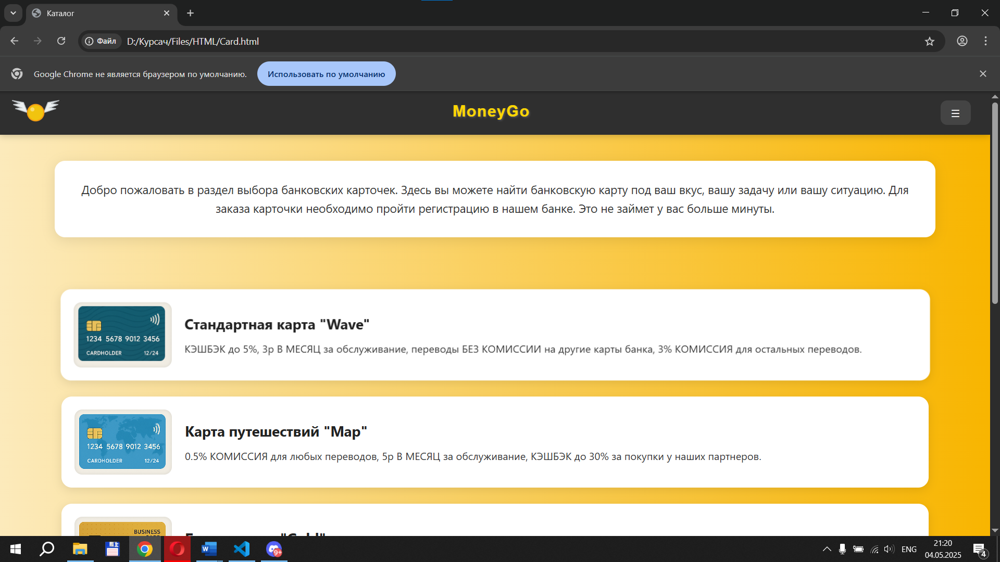 Каталог
Файл
D:/Курсач/Files/HTML/Card.html
Google Chrome не является браузером по умолчанию.
Использовать по умолчанию
MoneyGo
Добро пожаловать в раздел выбора банковских карточек. Здесь вы можете найти банковскую карту под ваш вкус, вашу задачу или вашу ситуацию. Для
заказа карточки необходимо пройти регистрацию в нашем банке. Это не займет у вас больше минуты.
1234 5678 9012 3456
CARDHOLDER 12/24
Стандартная карта "Wave"
КЭШБЭК до 5%, 3р В МЕСЯЦ за обслуживание, переводы БЕЗ КОМИССИИ на другие карты банка, 3% КОМИССИЯ для остальных переводов.
1234 5678 9012 3456
CARDHOLDER 12/24
Карта путешествий "Map"
0.5% КОМИССИЯ для любых переводов, 5р В МЕСЯЦ за обслуживание, КЭШБЭК до 30% за покупки у наших партнеров.
BUSINESS
"Gold"
9+
ENG
21:20
04.05.2025
4